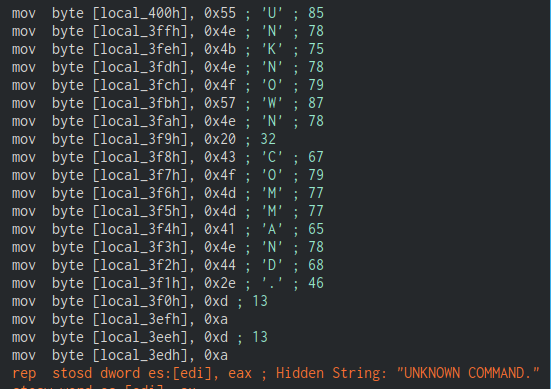 mov byte [local_400h], 0x55 ; 'U' ; 85
mov byte [local_3ffh], 0x4e ; 'N' ; 78
mov byte [local_3feh], 0x4b ; 'K' ; 75
mov byte [local_3fdh], 0x4e ; 'N' ; 78
mov byte [local_3fch], 0x4f ; 'O' ; 79
mov byte [local_3fbh], 0x57 ; 'W' ; 87
mov byte [local_3fah], 0x4e ; 'N' ; 78
mov byte [local_3f9h], 0x20 ; 32
mov byte [local_3f8h], 0x43 ; 'C' ; 67
mov byte [local_3f7h], 0x4f ; 'O' ; 79
mov byte [local_3f6h], 0x4d ; 'M' ; 77
mov byte [local_3f5h], 0x4d ; 'M' ; 77
mov byte [local_3f4h], 0x41 ; 'A' ; 65
mov byte [local_3f3h], 0x4e ; 'N' ; 78
mov byte [local_3f2h], 0x44 ; 'D' ; 68
mov byte [local_3f1h], 0x2e ; '.' ; 46
mov byte [local_3f0h], 0xd ; 13
mov byte [local_3efh], 0xa
mov byte [local_3eeh], 0xd ; 13
mov byte [local_3edh], 0xa
rep stosd dword es:[edi], eax ; Hidden String: "UNKNOWN COMMAND."